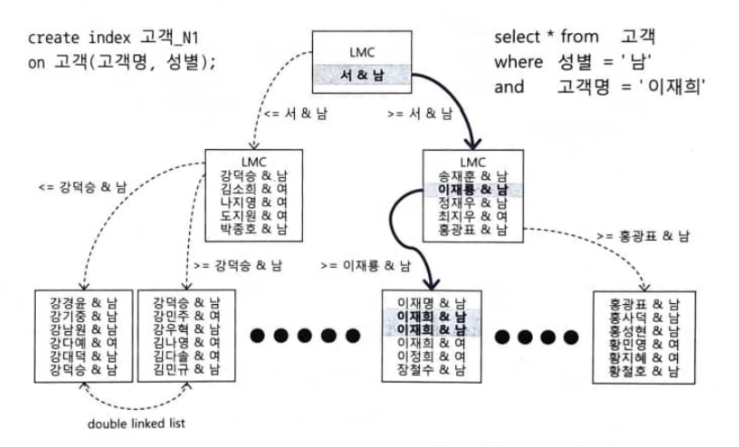 create index 고객_N1
on 고객(고객명, 성별);
select * from 고객
where 성별 = '남'
and 고객명 = '이재희'
LMC
서 & 남
<= 서 & 남
>= 서 & 남
LMC
강덕승 & 남
김소희 & 여
나지영 & 여
도지원 & 여
박종호 & 남
LMC
송재훈 & 남
이재룡 & 남
정재우 & 남
최지우 & 여
홍광표 & 남
<= 강덕승 & 남
>= 강덕승 & 남
>= 이재룡 & 남
>= 홍광표 & 남
강경윤 & 남
강기중 & 남
강남원 & 남
강다예 & 여
강대덕 & 남
강덕승 & 남
강덕승 & 남
강민주 & 여
강우혁 & 남
김나영 & 여
김다솔 & 여
김민규 & 남
이재명 & 남
이재희 & 남
이재희 & 남
이재희 & 여
이정희 & 여
장철수 & 남
홍광표 & 남
홍사덕 & 남
홍성현 & 남
황민영 & 여
황지혜 & 여
황철호 & 남
double linked list